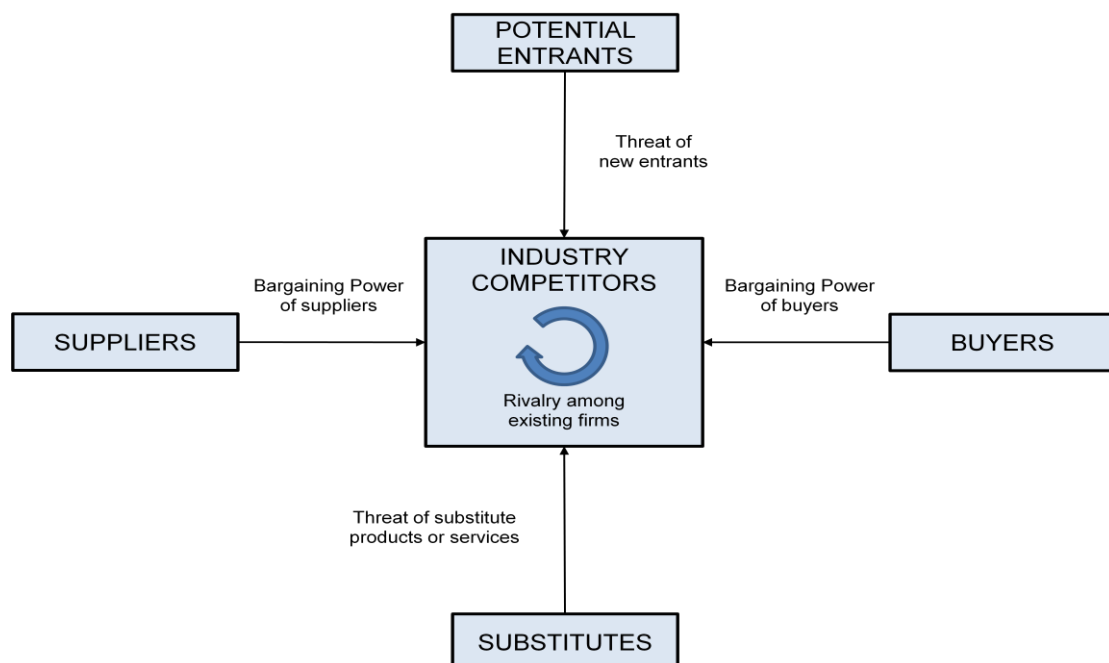 POTENTIAL
ENTRANTS
Threat of
new entrants
INDUSTRY
COMPETITORS
Bargaining Power
of suppliers
Bargaining Power
of buyers
SUPPLIERS
BUYERS
Rivalry among
existing firms
Threat of substitute
products or services
SUBSTITUTES